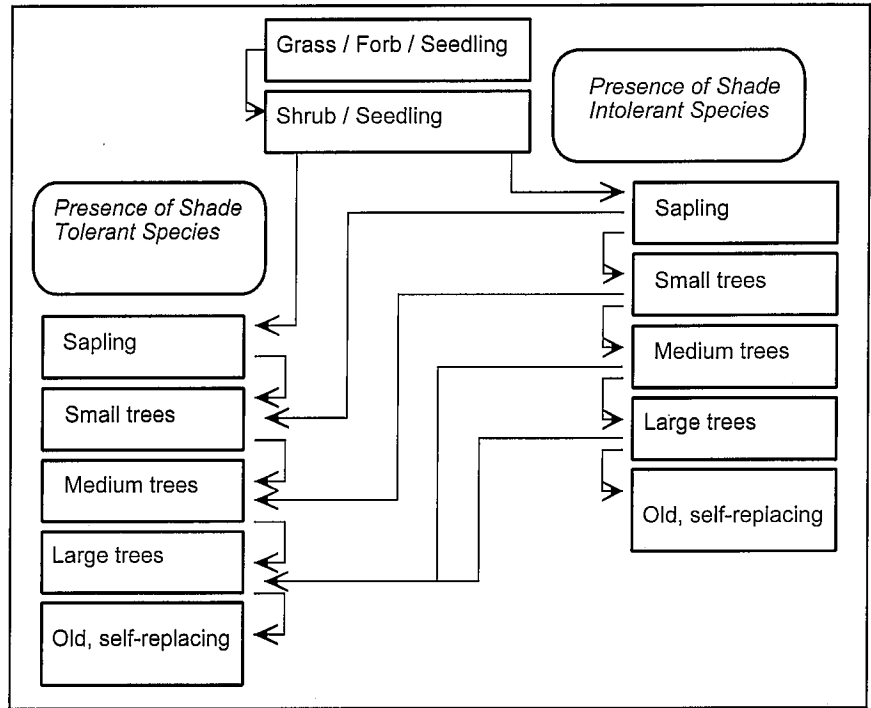 Grass / Forb / Seedling
Shrub / Seedling
Presence of Shade
Intolerant Species
Presence of Shade
Tolerant Species
Sapling
Small trees
Medium trees
Large trees
Old, self-replacing
Sapling
Small trees
Medium trees
Large trees
Old, self-replacing